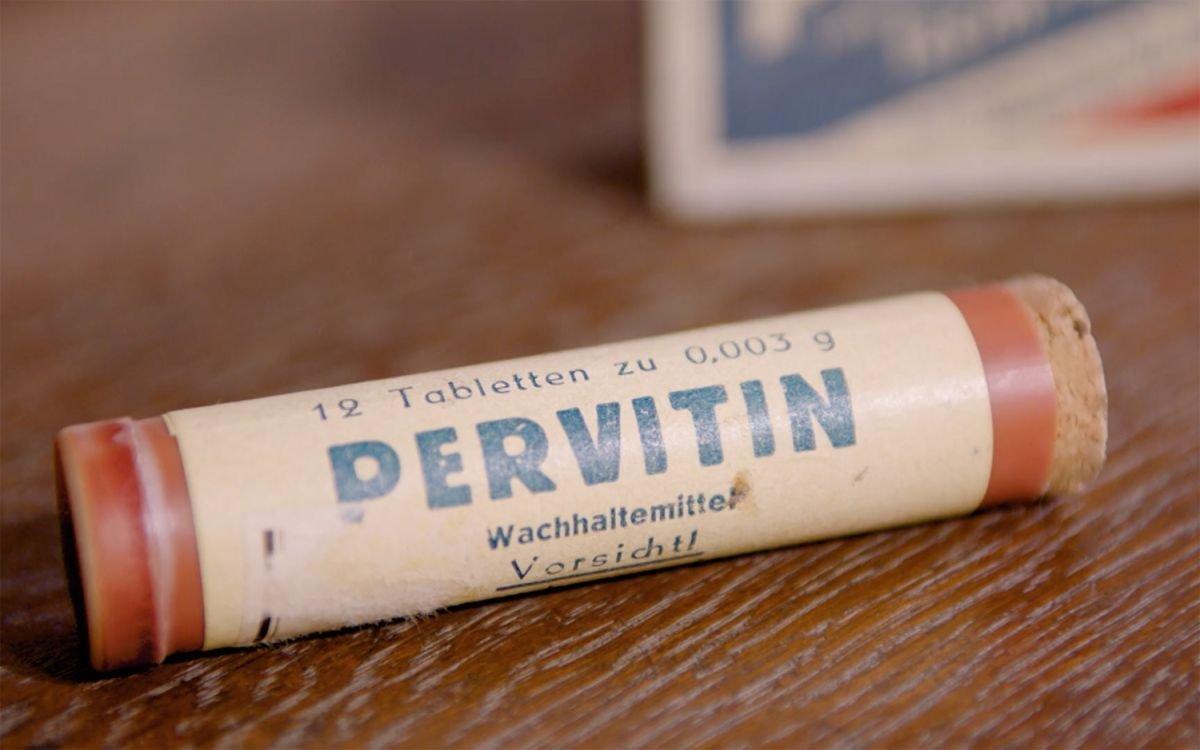 12 Tabletten zu 0,003 g
PERVITIN
Wachhaltemittel
Vorsicht!